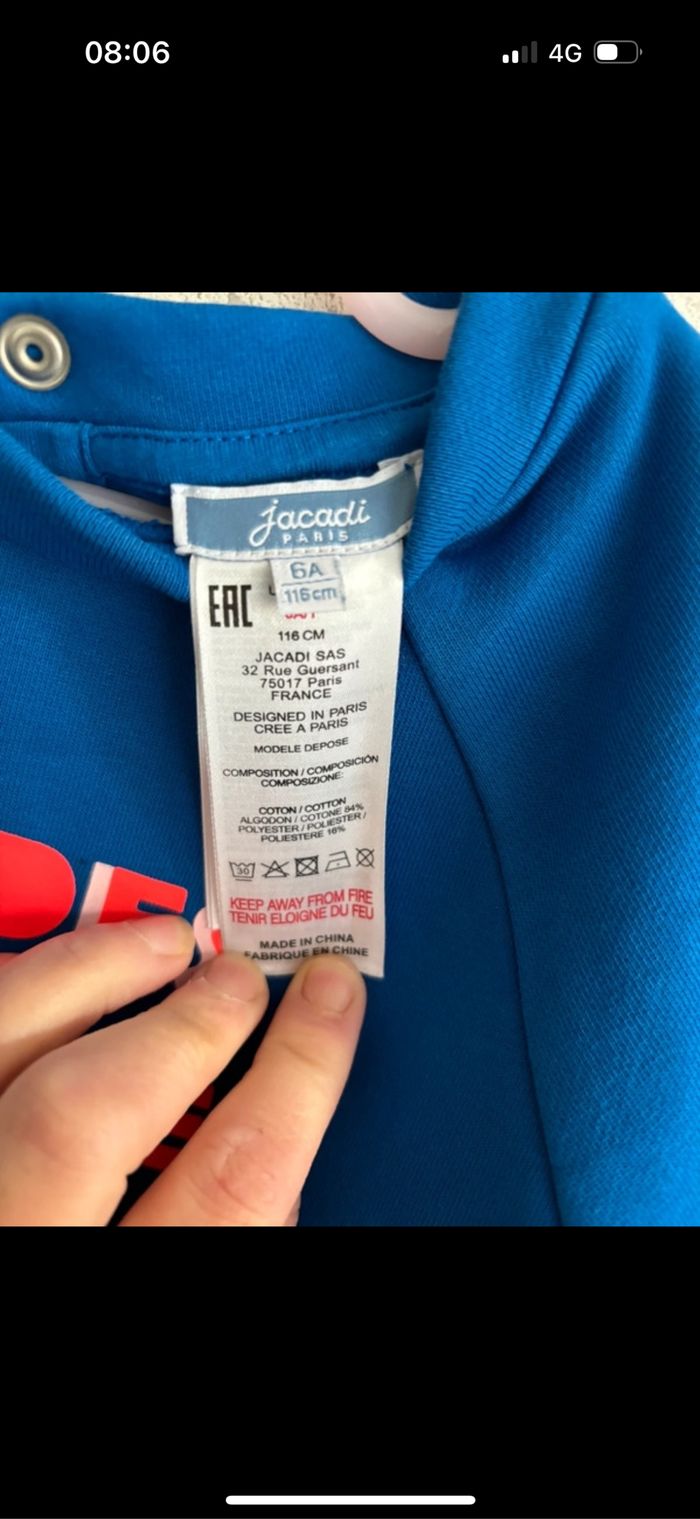 08:06
4G
jacadi
PARIS
6A
116cm
EAC
116 CM
JACADI SAS
32 Rue Guersant
75017 Paris
FRANCE
DESIGNED IN PARIS
CREE A PARIS
MODELE DEPOSE
COMPOSITION / COMPOSICIÓN
COMPOSIZIONE:
COTON / COTTON
ALGODON / COTONE 84%
POLYESTER / POLIESTER /
POLIESTERE 16%
30
KEEP AWAY FROM FIRE
TENIR ELOIGNE DU FEU
MADE IN CHINA
FABRIQUE EN CHINE